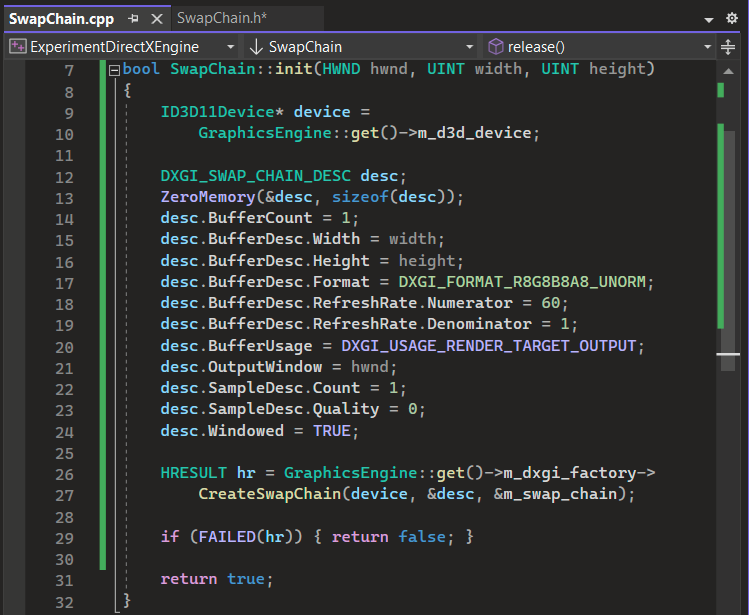 SwapChain.cpp SwapChain.h*
ExperimentDirectXEngine SwapChain release()
7 bool SwapChain::init(HWND hwnd, UINT width, UINT height)
8 {
9 ID3D11Device* device =
10 GraphicsEngine::get()->m_d3d_device;
11
12 DXGI_SWAP_CHAIN_DESC desc;
13 ZeroMemory(&desc, sizeof(desc));
14 desc.BufferCount = 1;
15 desc.BufferDesc.Width = width;
16 desc.BufferDesc.Height = height;
17 desc.BufferDesc.Format = DXGI_FORMAT_R8G8B8A8_UNORM;
18 desc.BufferDesc.RefreshRate.Numerator = 60;
19 desc.BufferDesc.RefreshRate.Denominator = 1;
20 desc.BufferUsage = DXGI_USAGE_RENDER_TARGET_OUTPUT;
21 desc.OutputWindow = hwnd;
22 desc.SampleDesc.Count = 1;
23 desc.SampleDesc.Quality = 0;
24 desc.Windowed = TRUE;
25
26 HRESULT hr = GraphicsEngine::get()->m_dxgi_factory->
27 CreateSwapChain(device, &desc, &m_swap_chain);
28
29 if (FAILED(hr)) { return false; }
30
31 return true;
32 }